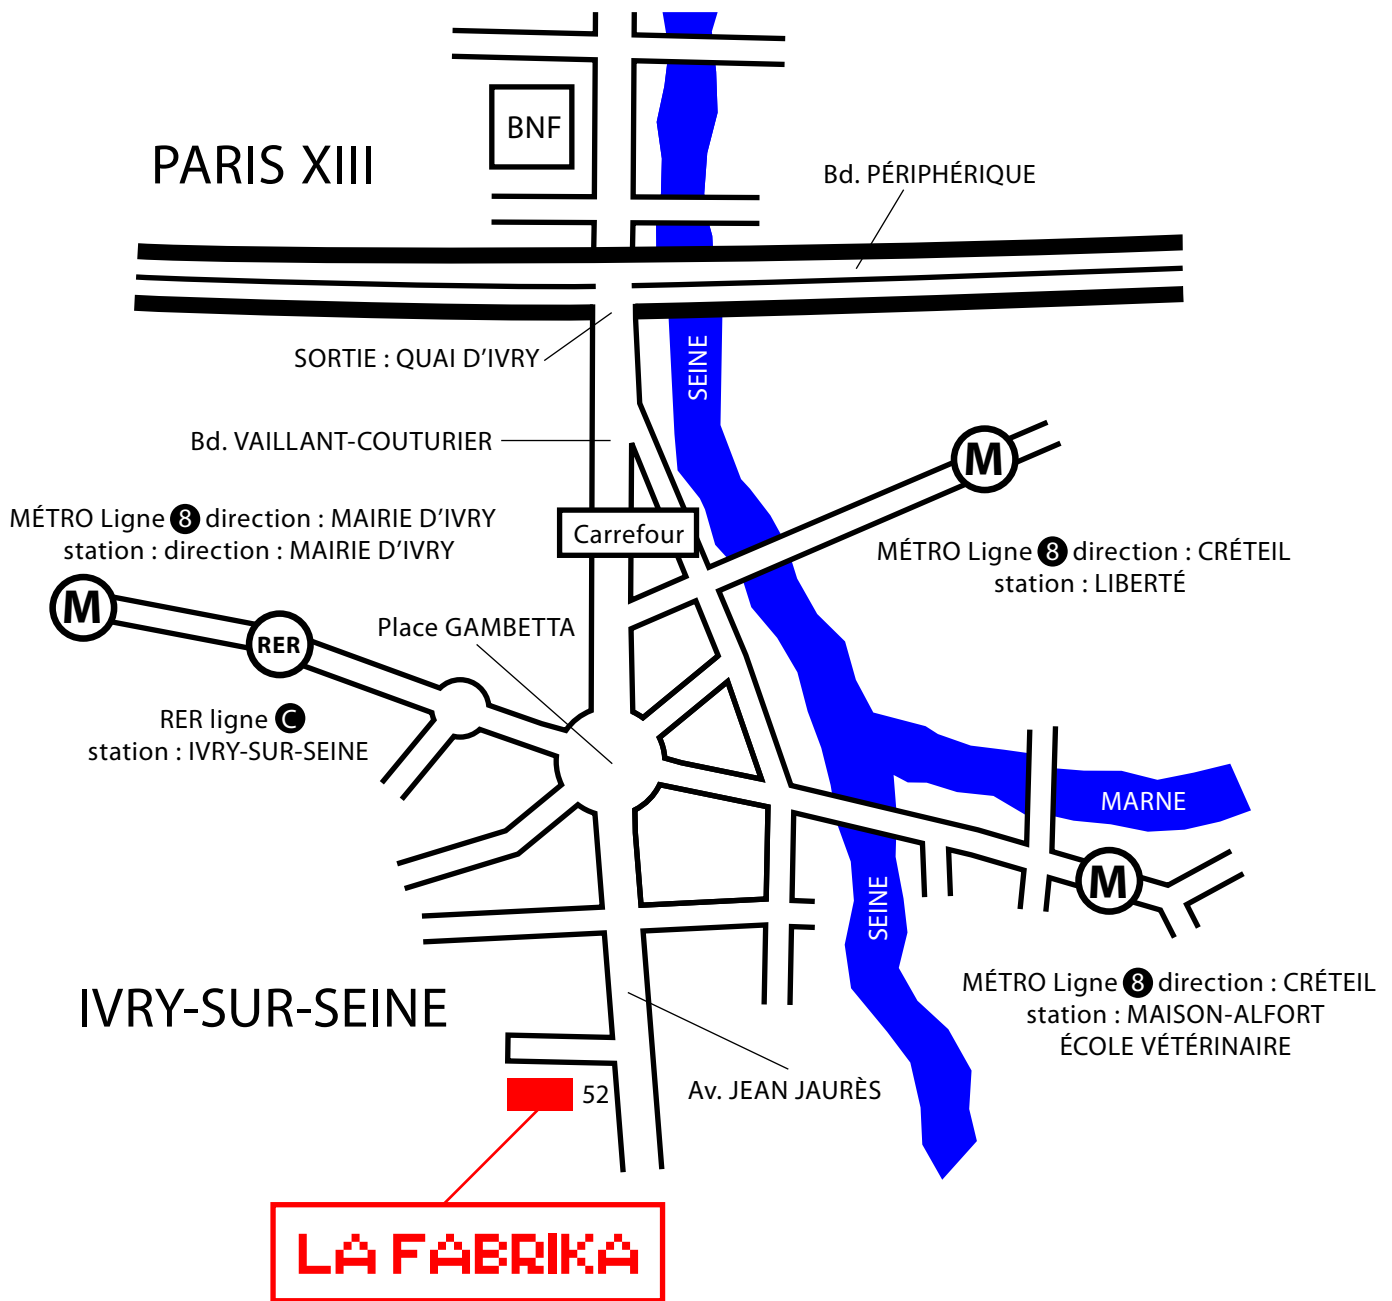 BNF
PARIS XIII
Bd. PÉRIPHÉRIQUE
SORTIE : QUAI D'IVRY
SEINE
Bd. VAILLANT-COUTURIER
M
MÉTRO Ligne 8 direction : MAIRIE D'IVRY
station : direction : MAIRIE D'IVRY
Carrefour
MÉTRO Ligne 8 direction : CRÉTEIL
station : LIBERTÉ
M
RER
Place GAMBETTA
RER ligne C
station : IVRY-SUR-SEINE
MARNE
M
SEINE
IVRY-SUR-SEINE
MÉTRO Ligne 8 direction : CRÉTEIL
station : MAISON-ALFORT
ÉCOLE VÉTÉRINAIRE
52
Av. JEAN JAURÈS
LA FABRIKA